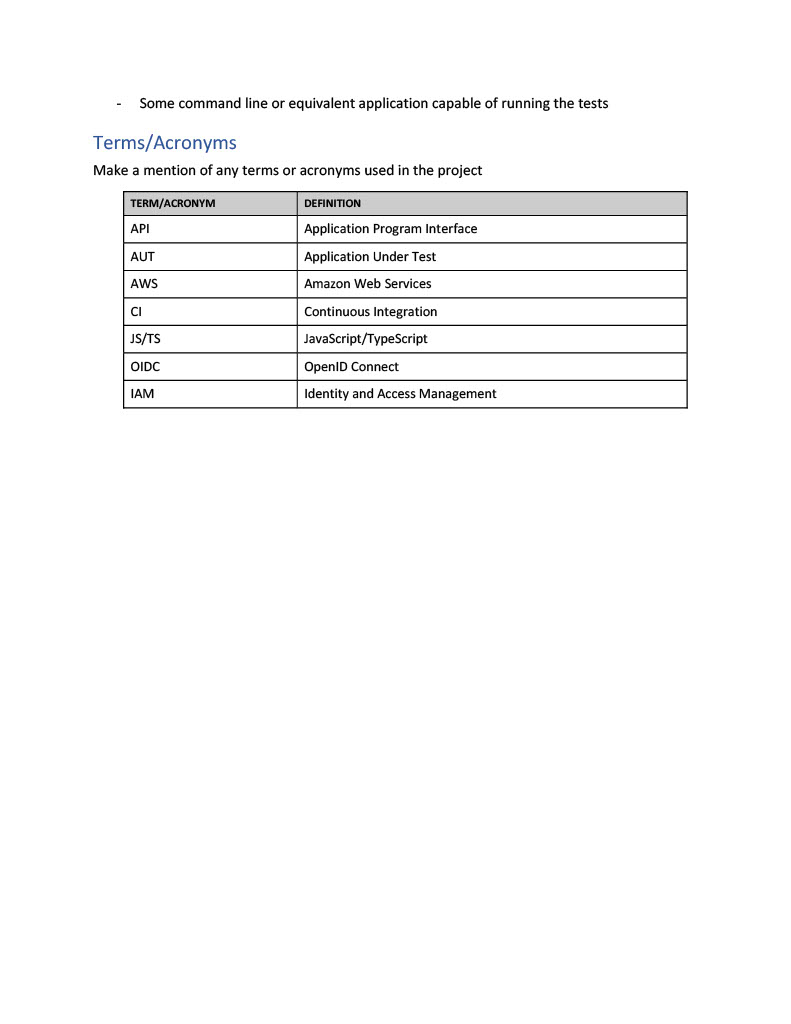 - Some command line or equivalent application capable of running the tests
Terms/Acronyms
Make a mention of any terms or acronyms used in the project
TERM/ACRONYM DEFINITION
API Application Program Interface
AUT Application Under Test
AWS Amazon Web Services
CI Continuous Integration
JS/TS JavaScript/TypeScript
OIDC OpenID Connect
IAM Identity and Access Management